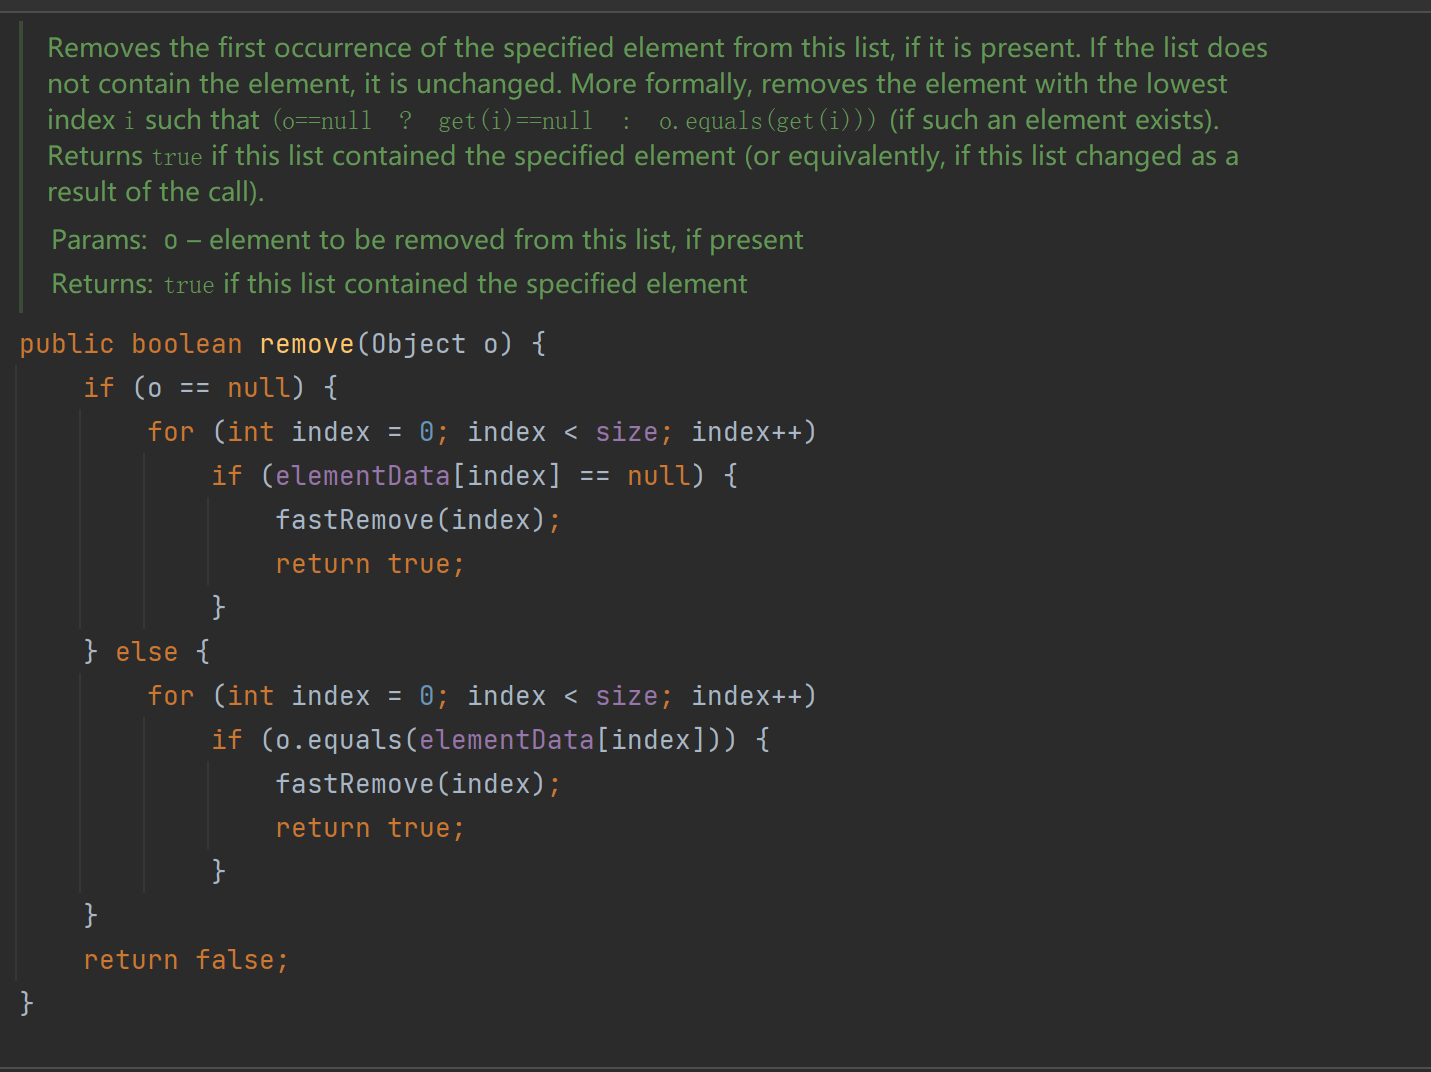 Removes the first occurrence of the specified element from this list, if it is present. If the list does
not contain the element, it is unchanged. More formally, removes the element with the lowest
index i such that (o==null ? get(i)==null : o.equals(get(i))) (if such an element exists).
Returns true if this list contained the specified element (or equivalently, if this list changed as a
result of the call).
Params: o – element to be removed from this list, if present
Returns: true if this list contained the specified element
public boolean remove(Object o) {
    if (o == null) {
        for (int index = 0; index < size; index++)
            if (elementData[index] == null) {
                fastRemove(index);
                return true;
            }
    } else {
        for (int index = 0; index < size; index++)
            if (o.equals(elementData[index])) {
                fastRemove(index);
                return true;
            }
    }
    return false;
}